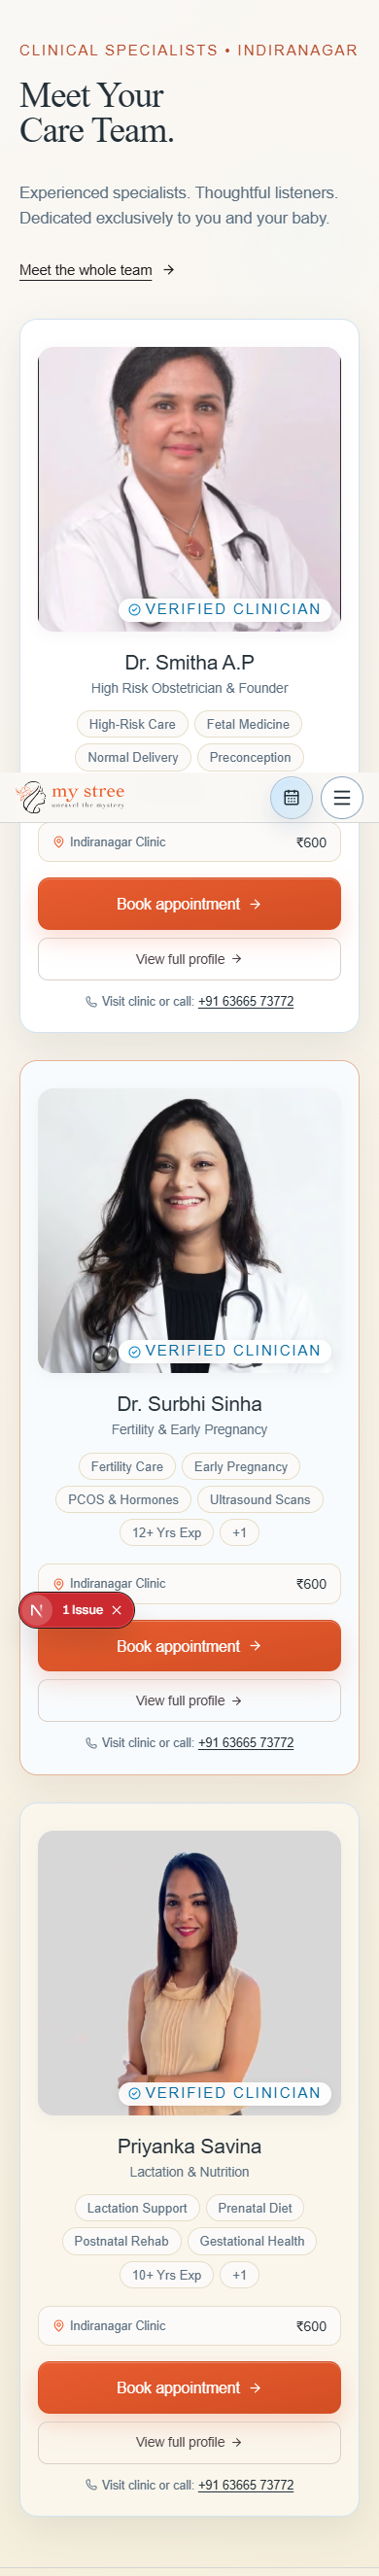 CLINICAL SPECIALISTS • INDIRANAGAR
Meet Your
Care Team.
Experienced specialists. Thoughtful listeners.
Dedicated exclusively to you and your baby.
Meet the whole team →
VERIFIED CLINICIAN
Dr. Smitha A.P
High Risk Obstetrician & Founder
High-Risk Care Fetal Medicine
Normal Delivery Preconception
my stree
unravel the mystery
Indiranagar Clinic ₹600
Book appointment →
View full profile →
Visit clinic or call: +91 63665 73772
VERIFIED CLINICIAN
Dr. Surbhi Sinha
Fertility & Early Pregnancy
Fertility Care Early Pregnancy
PCOS & Hormones Ultrasound Scans
12+ Yrs Exp +1
Indiranagar Clinic ₹600
N 1 Issue ×
Book appointment →
View full profile →
Visit clinic or call: +91 63665 73772
VERIFIED CLINICIAN
Priyanka Savina
Lactation & Nutrition
Lactation Support Prenatal Diet
Postnatal Rehab Gestational Health
10+ Yrs Exp +1
Indiranagar Clinic ₹600
Book appointment →
View full profile →
Visit clinic or call: +91 63665 73772